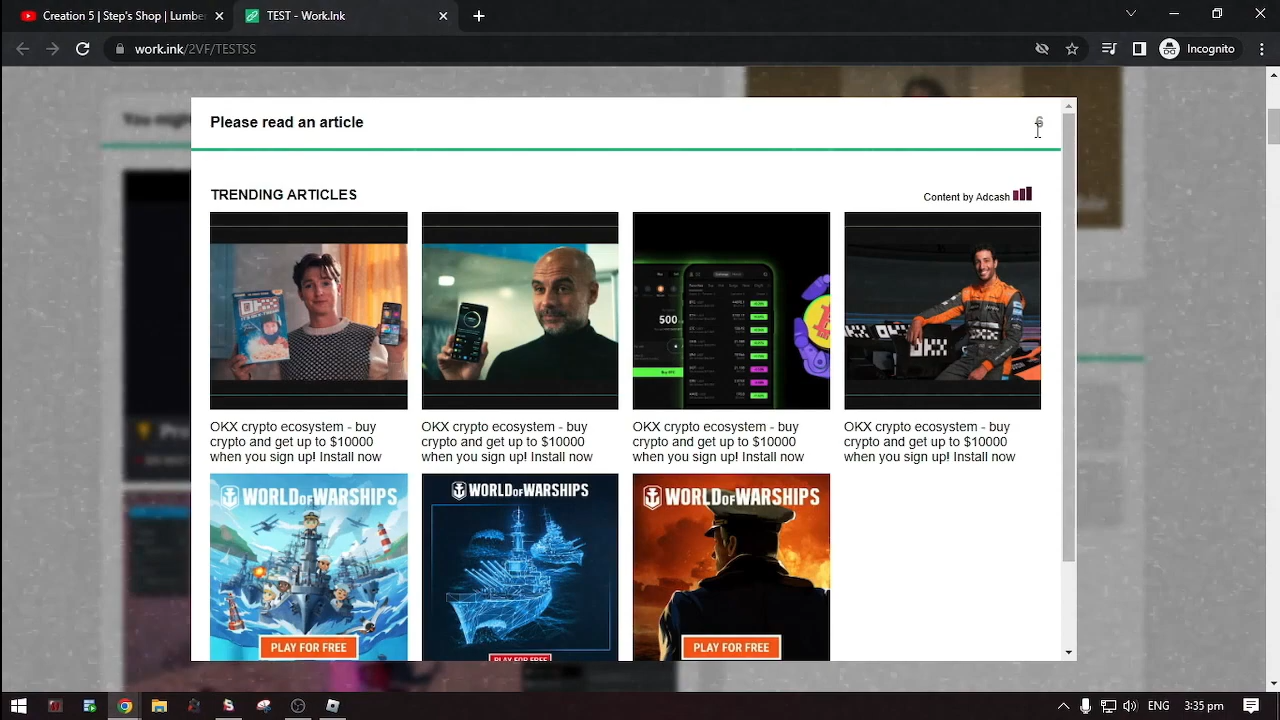 Creation 5 | Step's Shop | Lumbe
TEST - Work.Ink
work.ink/2VF/TESTSS
Incognito
Please read an article
6
TRENDING ARTICLES
Content by Adcash
OKX crypto ecosystem - buy
crypto and get up to $10000
when you sign up! Install now
OKX crypto ecosystem - buy
crypto and get up to $10000
when you sign up! Install now
500
OKX crypto ecosystem - buy
crypto and get up to $10000
when you sign up! Install now
OKX
OKX crypto ecosystem - buy
crypto and get up to $10000
when you sign up! Install now
WORLD OF WARSHIPS
PLAY FOR FREE
WORLD OF WARSHIPS
PLAY FOR FREE
WORLD OF WARSHIPS
PLAY FOR FREE
ENG
3:35 pm